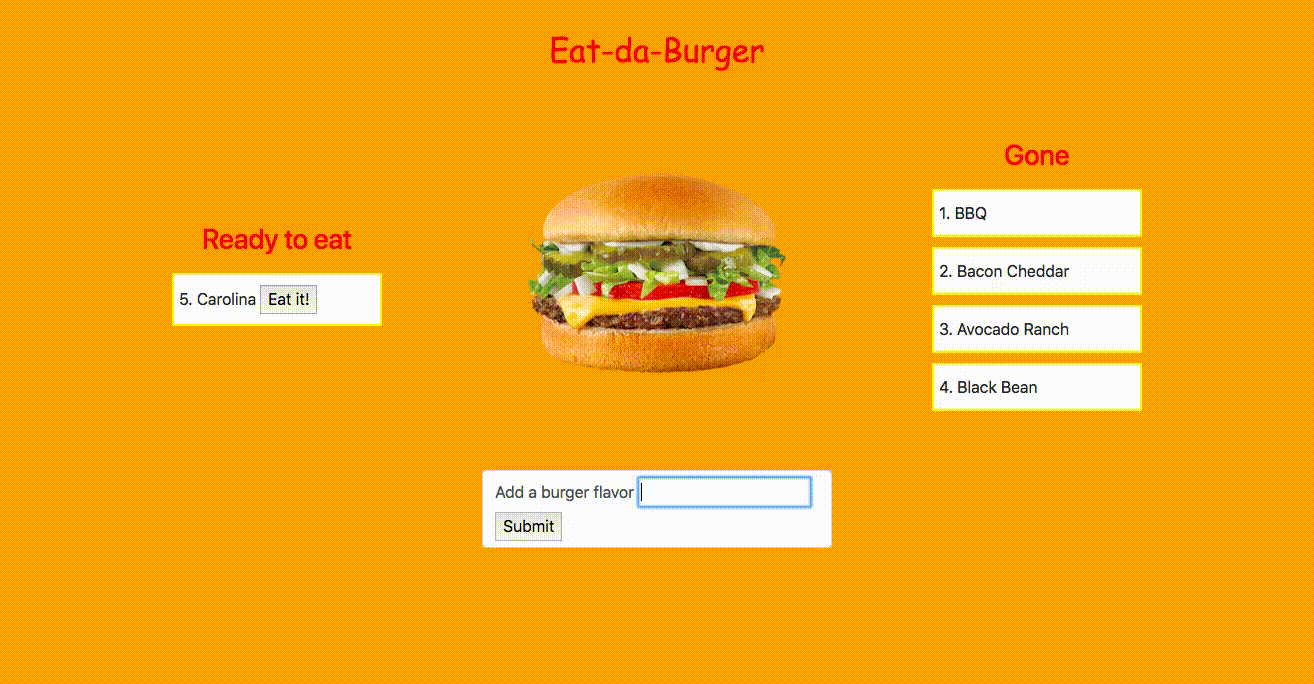 Eat-da-Burger
Ready to eat
5. Carolina Eat it!
Gone
1. BBQ
2. Bacon Cheddar
3. Avocado Ranch
4. Black Bean
Add a burger flavor
Submit